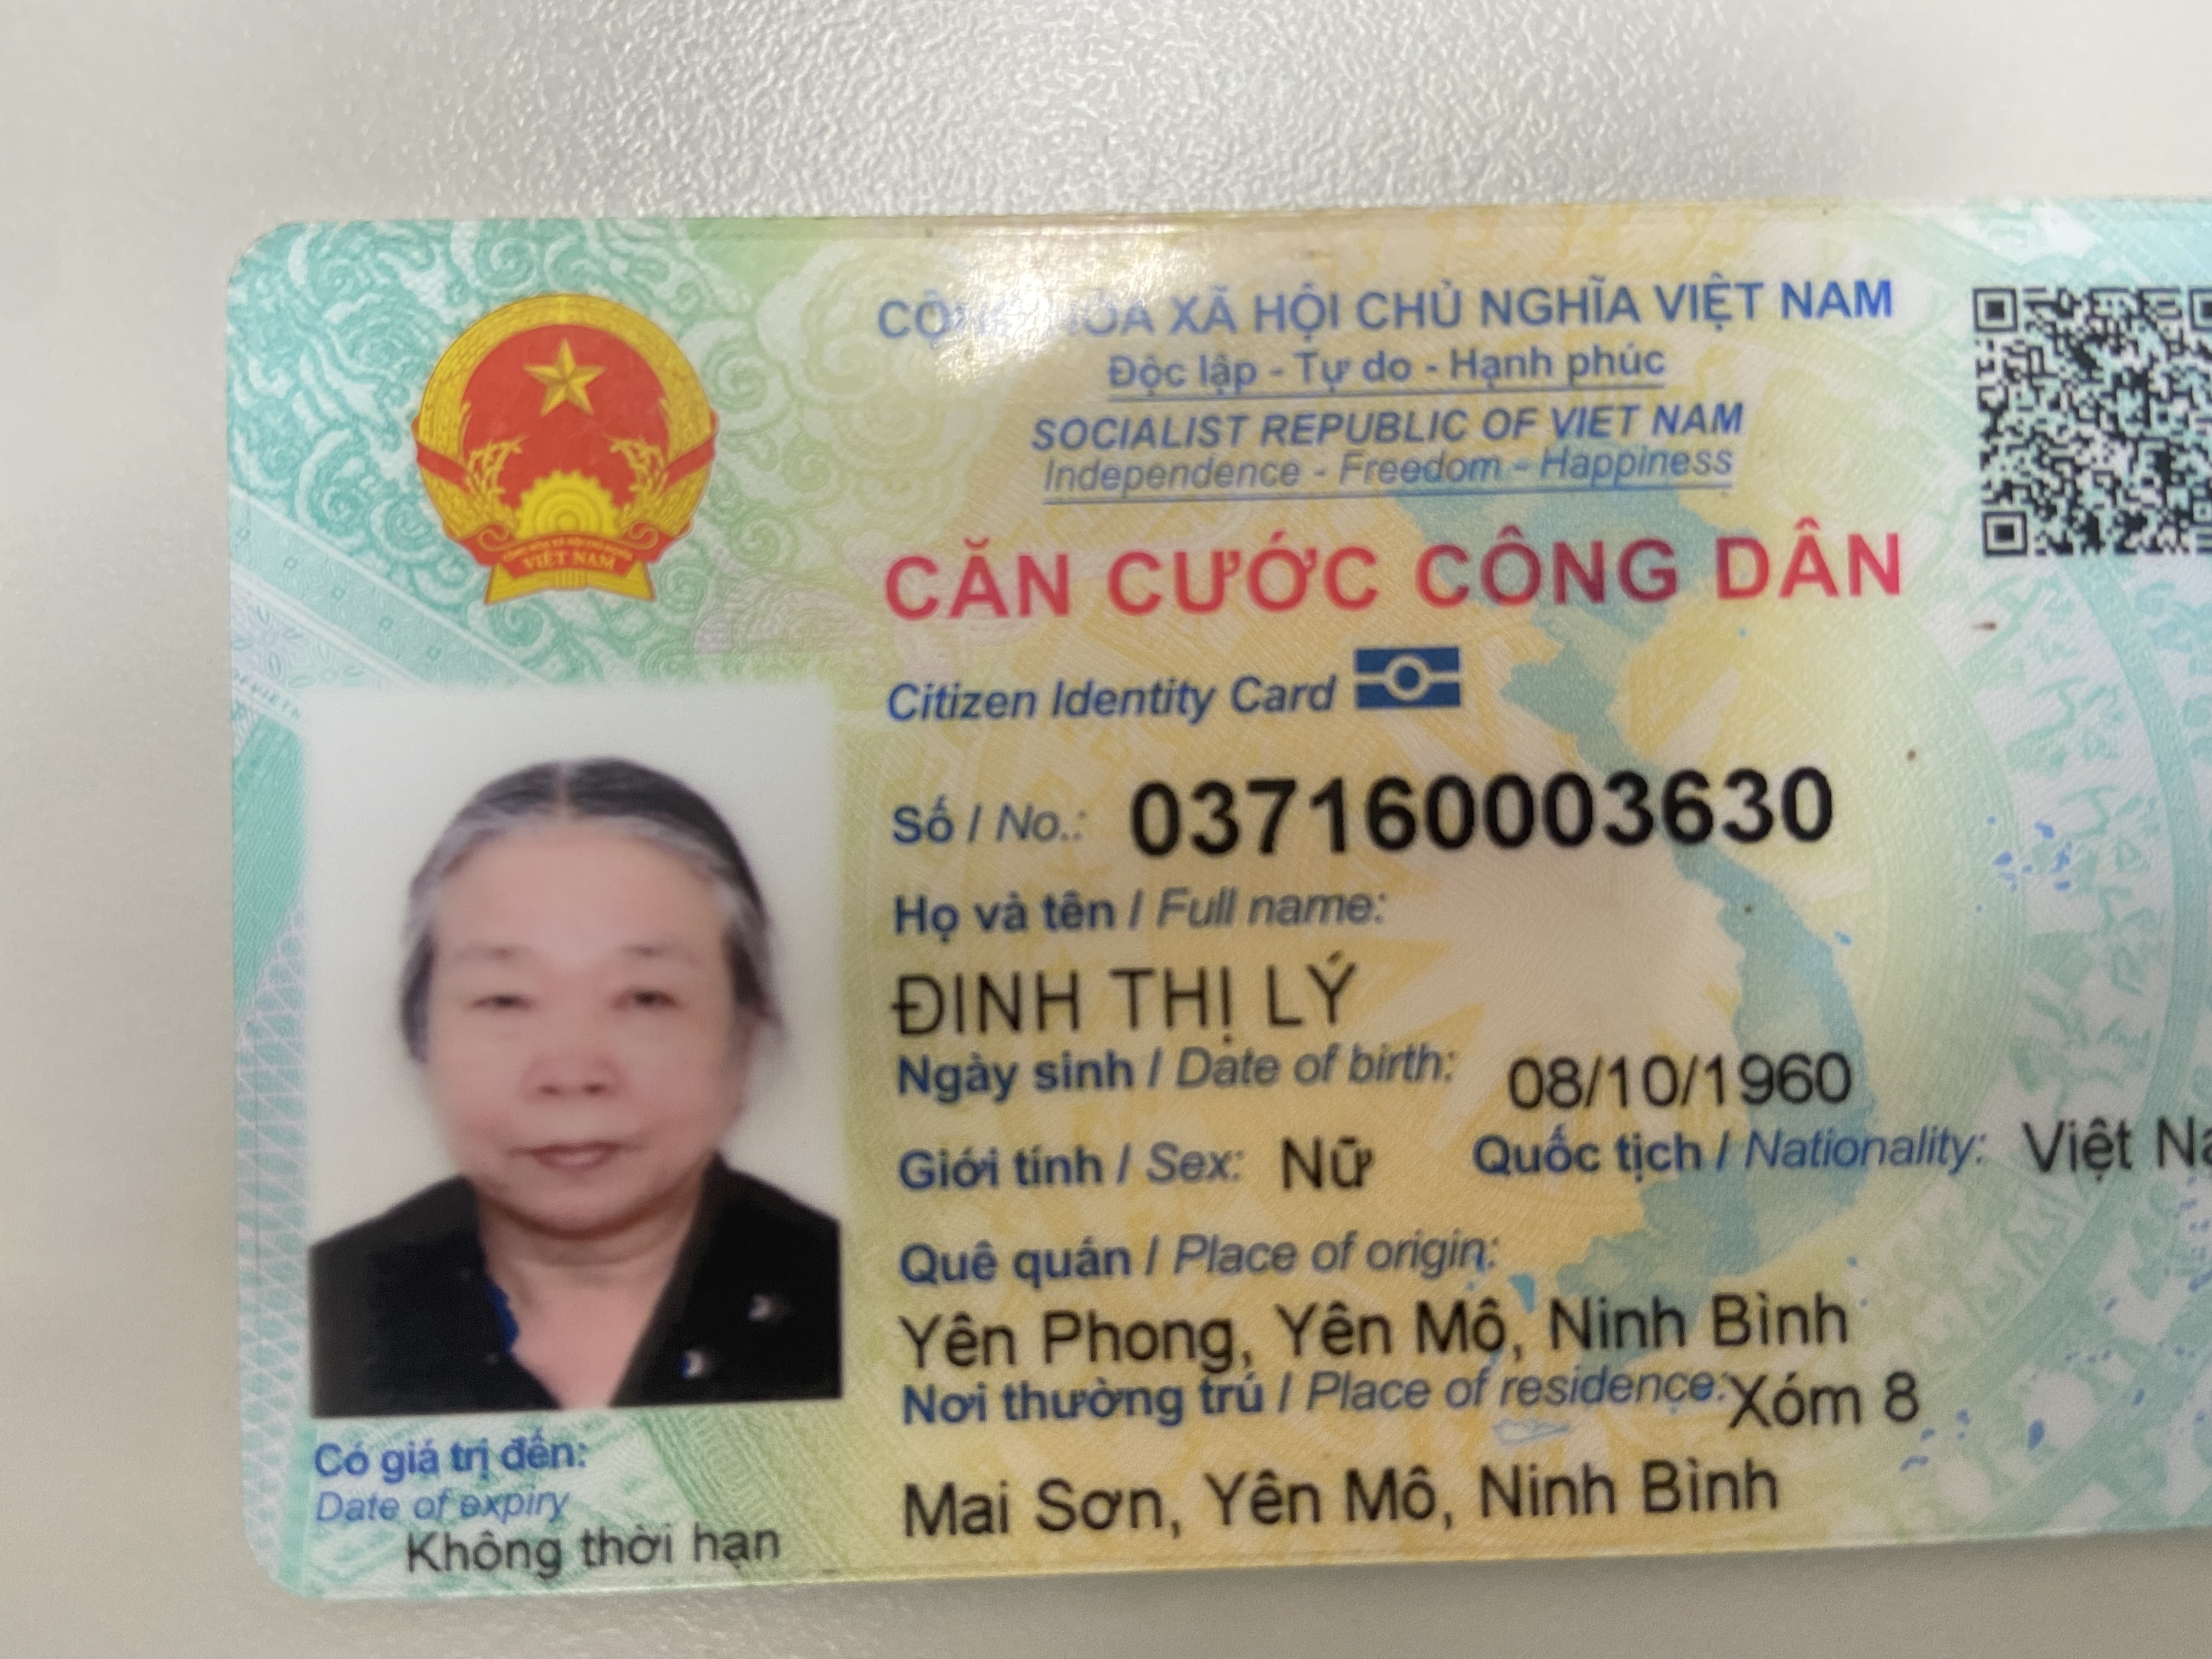 CỘNG HÒA XÃ HỘI CHỦ NGHĨA VIỆT NAM
Độc lập - Tự do - Hạnh phúc
SOCIALIST REPUBLIC OF VIET NAM
Independence - Freedom - Happiness
CĂN CƯỚC CÔNG DÂN
Citizen Identity Card
Số / No.: 037160003630
Họ và tên / Full name:
ĐINH THỊ LÝ
Ngày sinh / Date of birth: 08/10/1960
Giới tính / Sex: Nữ Quốc tịch / Nationality: Việt Na
Quê quán / Place of origin:
Yên Phong, Yên Mô, Ninh Bình
Nơi thường trú / Place of residence: Xóm 8
Mai Sơn, Yên Mô, Ninh Bình
Có giá trị đến:
Date of expiry
Không thời hạn
VIỆT NAM